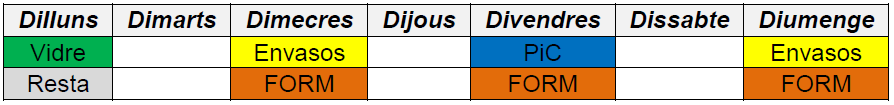 Dilluns Dimarts Dimecres Dijous Divendres Dissabte Diumenge
Vidre Envasos PiC Envasos
Resta FORM FORM FORM